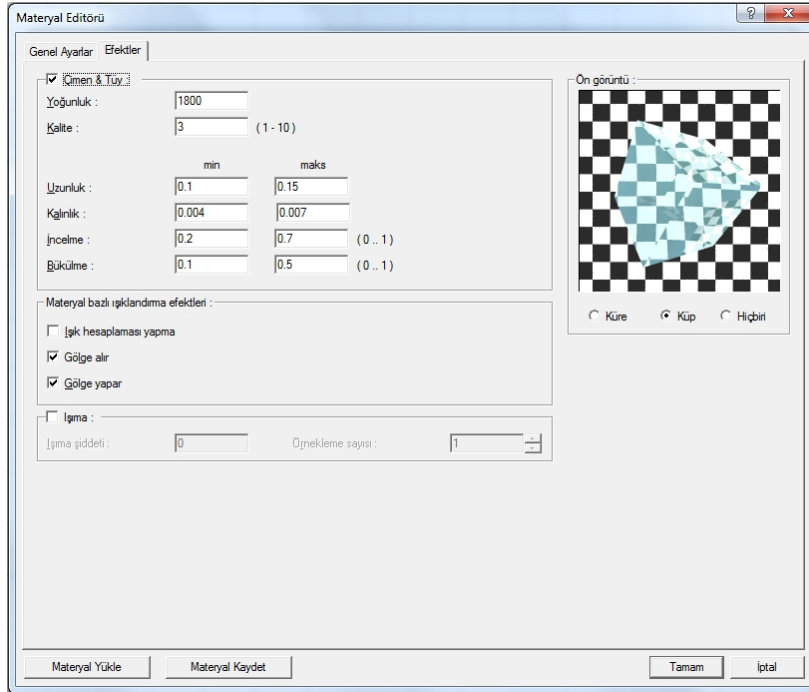 Materyal Editörü
Genel Ayarlar Efektler
Çimen & Tüy :
Yoğunluk : 1800
Kalite : 3 ( 1 - 10 )
min maks
Uzunluk : 0.1 0.15
Kalınlık : 0.004 0.007
İncelme : 0.2 0.7 ( 0 .. 1 )
Bükülme : 0.1 0.5 ( 0 .. 1 )
Materyal bazlı ışıklandırma efektleri :
Işık hesaplaması yapma
Gölge alır
Gölge yapar
Işıma :
Işıma şiddeti : 0 Örnekleme sayısı : 1
Ön görüntü :
Küre Küp Hiçbiri
Materyal Yükle Materyal Kaydet Tamam İptal